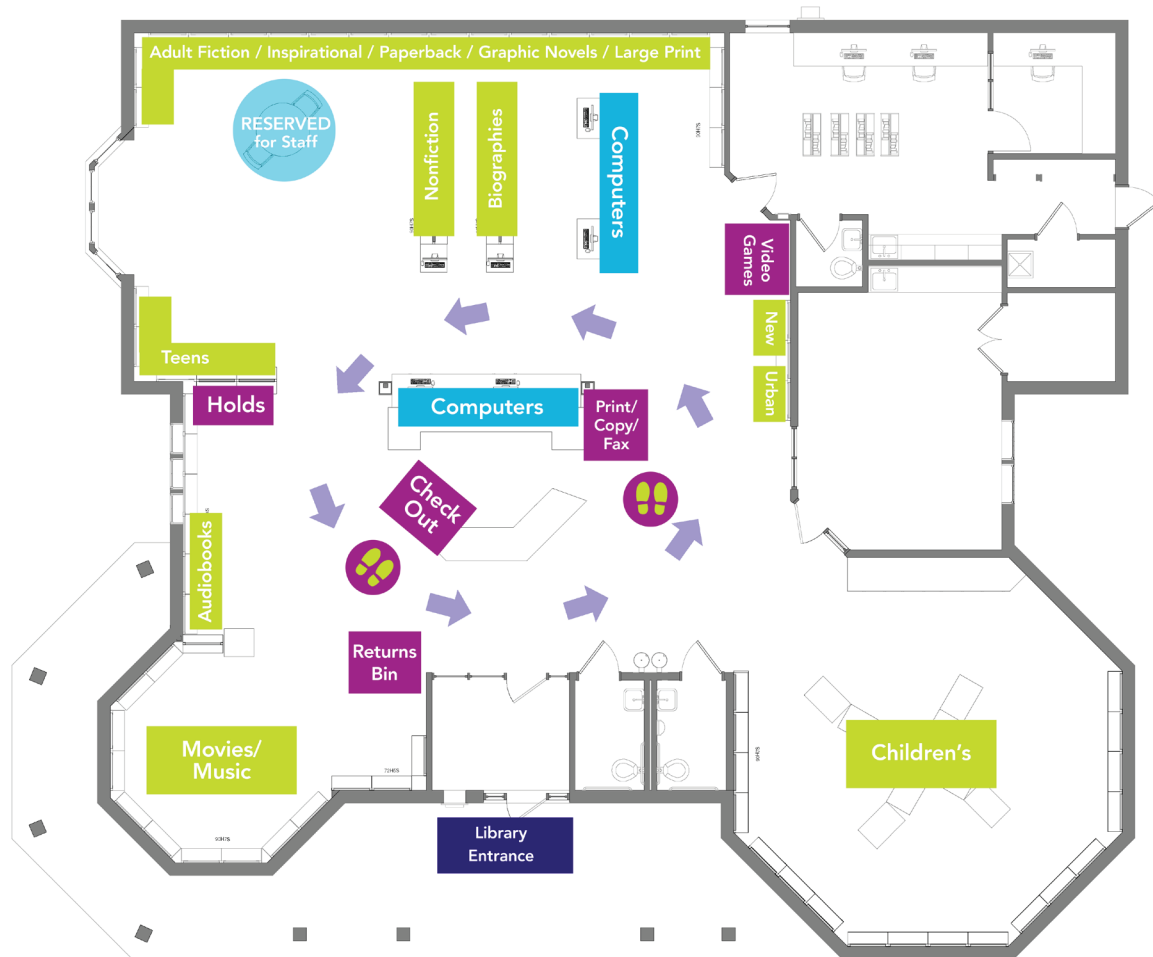 Adult Fiction / Inspirational / Paperback / Graphic Novels / Large Print
RESERVED
for Staff
Nonfiction
Biographies
Computers
Video
Games
New
Urban
Teens
Holds
Computers
Print/
Copy/
Fax
Check
Out
Audiobooks
Returns
Bin
Movies/
Music
Children's
Library
Entrance